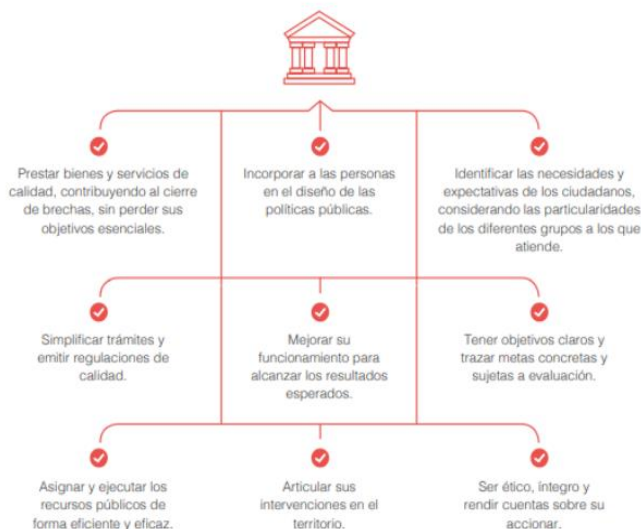 Prestar bienes y servicios de
calidad, contribuyendo al cierre
de brechas, sin perder sus
objetivos esenciales.
Incorporar a las personas
en el diseño de las
políticas públicas.
Identificar las necesidades y
expectativas de los ciudadanos,
considerando las particularidades
de los diferentes grupos a los que
atiende.
Simplificar trámites y
emitir regulaciones de
calidad.
Mejorar su
funcionamiento para
alcanzar los resultados
esperados.
Tener objetivos claros y
trazar metas concretas y
sujetas a evaluación.
Asignar y ejecutar los
recursos públicos de
forma eficiente y eficaz.
Articular sus
intervenciones en el
territorio.
Ser ético, íntegro y
rendir cuentas sobre su
accionar.